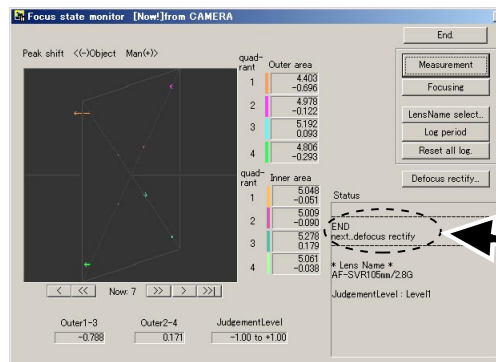 Focus state monitor [Now!]from CAMERA
End.
Peak shift <(-)Object Man(+)>
Measurement
Focusing
LensName select..
Log period
Reset all log.
Defocus rectify...
quad-
rant Outer area
1 4.403
-0.696
2 4.978
-0.122
3 5.192
0.093
4 4.806
-0.293
quad-
rant Inner area
1 5.048
-0.051
2 5.009
-0.090
3 5.278
0.179
4 5.061
-0.038
Status
END
next..defocus rectify
* Lens Name *
AF-SVR105mm/2.8G
JudgementLevel : Level1
< << Now: 7 >> > >>|
Outer1-3 Outer2-4 JudgementLevel
-0.788 0.171 -1.00 to +1.00